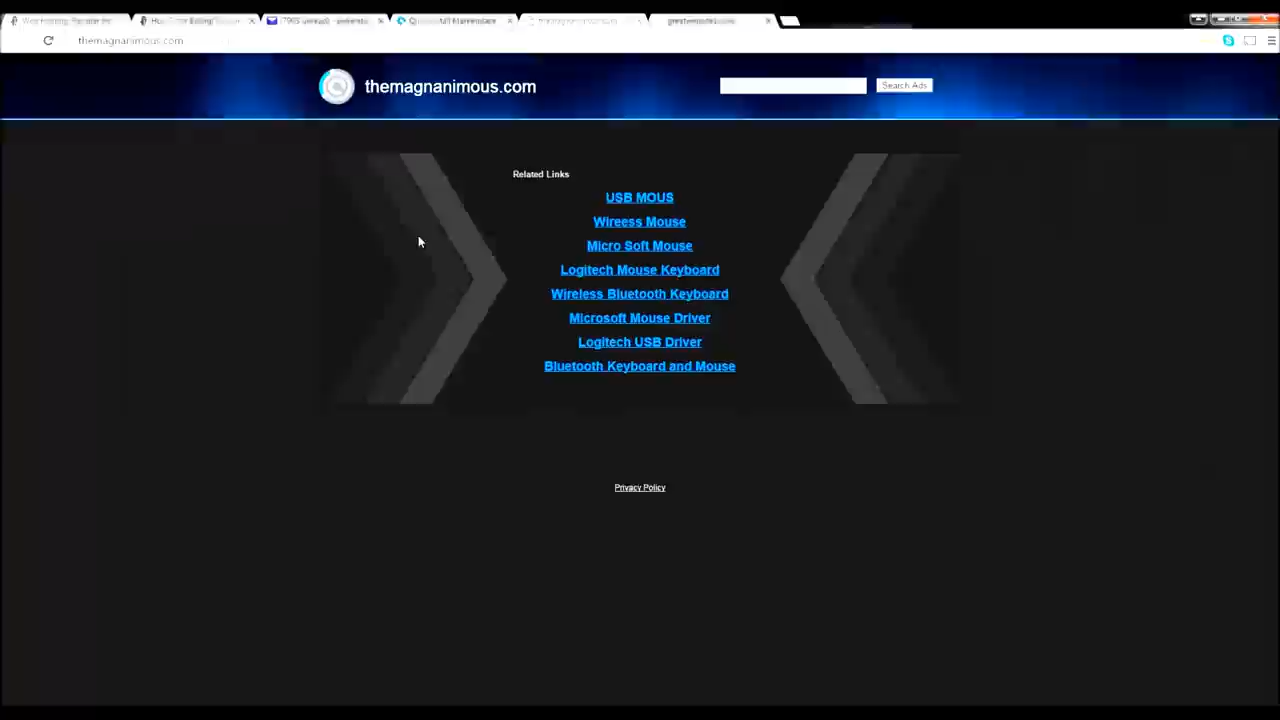 themagnanimous.com
themagnanimous.com
Search Ads
Related Links
USB MOUS
Wireess Mouse
Micro Soft Mouse
Logitech Mouse Keyboard
Wireless Bluetooth Keyboard
Microsoft Mouse Driver
Logitech USB Driver
Bluetooth Keyboard and Mouse
Privacy Policy